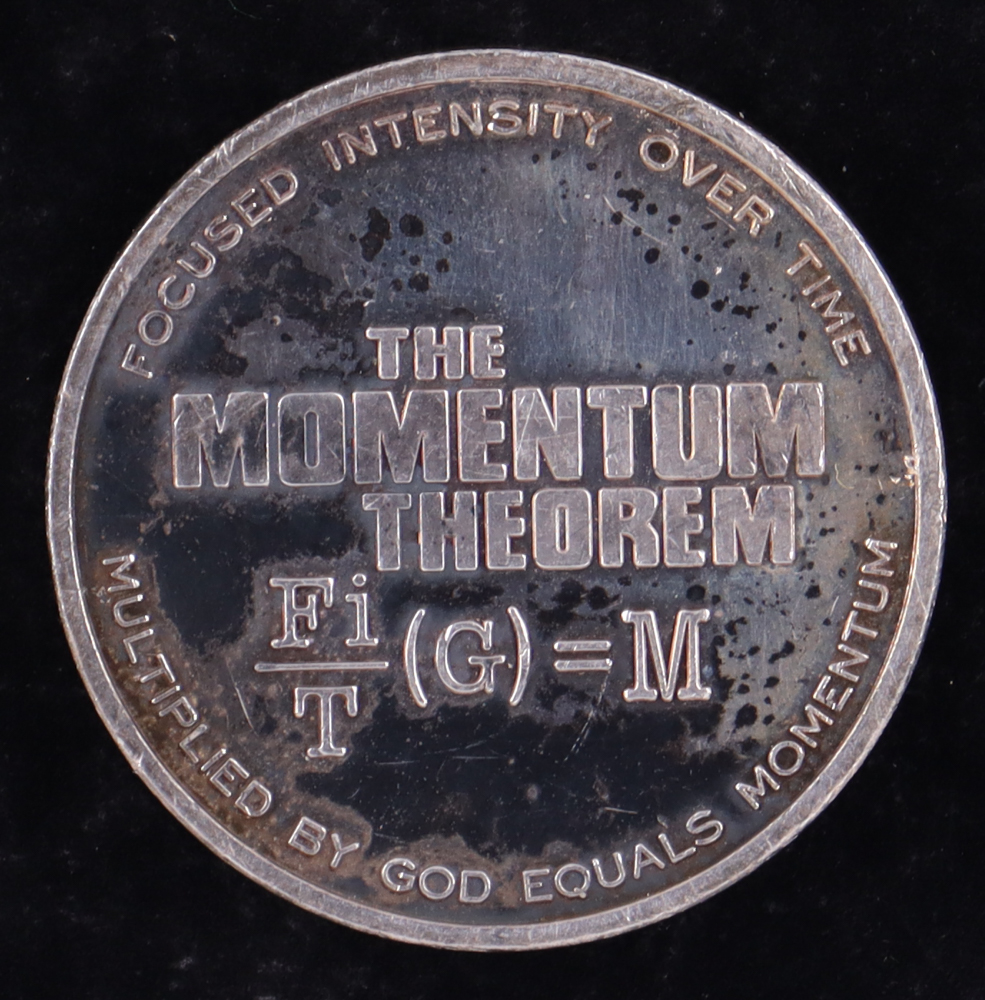 FOCUSED INTENSITY OVER TIME
THE
MOMENTUM
THEOREM
Fi
T
(G) = M
MULTIPLIED BY GOD EQUALS MOMENTUM